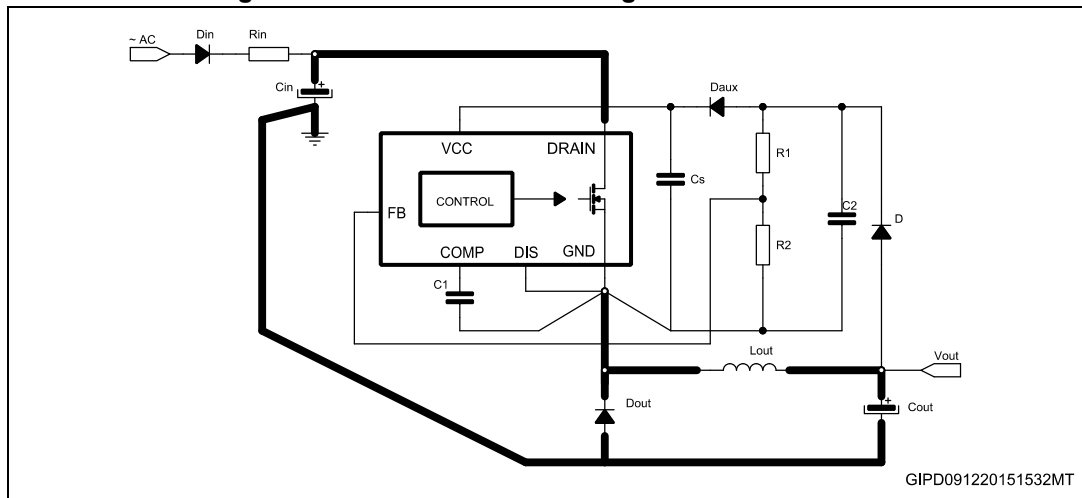 ~ AC
Din
Rin
Cin
+
Daux
VCC
DRAIN
R1
Cs
CONTROL
FB
C2
D
R2
COMP
DIS
GND
C1
Lout
Vout
Dout
+
Cout
GIPD091220151532MT